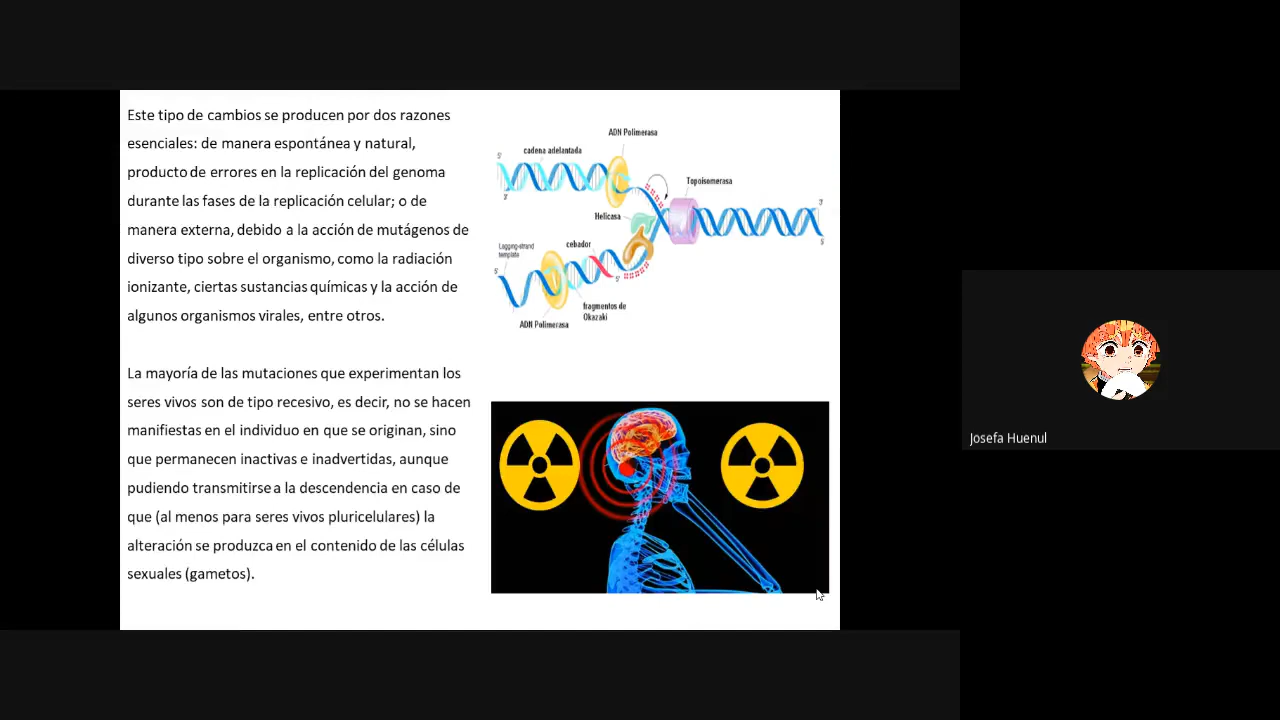 Este tipo de cambios se producen por dos razones
esenciales: de manera espontánea y natural,
producto de errores en la replicación del genoma
durante las fases de la replicación celular; o de
manera externa, debido a la acción de mutágenos de
diverso tipo sobre el organismo, como la radiación
ionizante, ciertas sustancias químicas y la acción de
algunos organismos virales, entre otros.
La mayoría de las mutaciones que experimentan los
seres vivos son de tipo recesivo, es decir, no se hacen
manifiestas en el individuo en que se originan, sino
que permanecen inactivas e inadvertidas, aunque
pudiendo transmitirse a la descendencia en caso de
que (al menos para seres vivos pluricelulares) la
alteración se produzca en el contenido de las células
sexuales (gametos).
ADN Polimerasa
cadena adelantada
5'
3'
Topoisomerasa
Helicasa
3'
5'
cebador
Lagging-strand
template
5'
5'
fragmentos de
Okazaki
ADN Polimerasa
Josefa Huenul